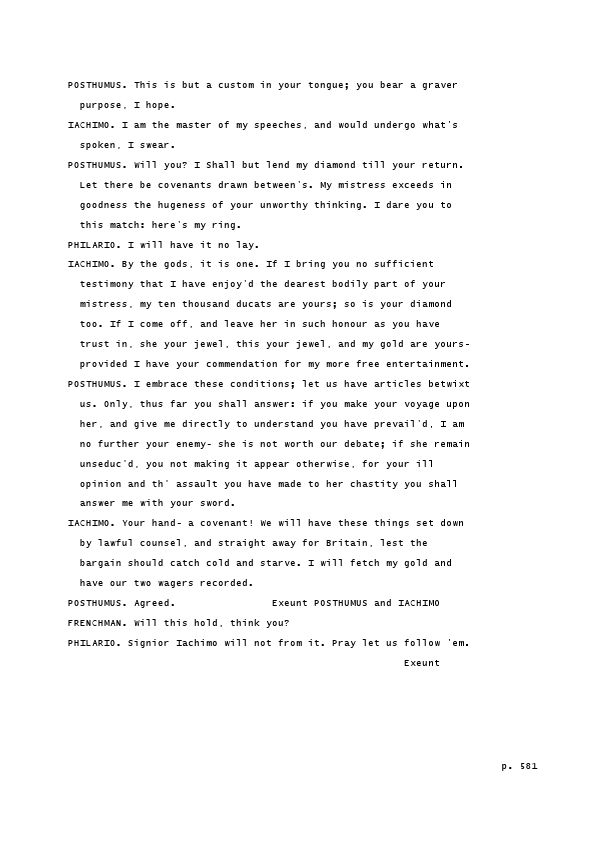 POSTHUMUS. This is but a custom in your tongue; you bear a graver
purpose, I hope.
IACHIMO. I am the master of my speeches, and would undergo what's
spoken, I swear.
POSTHUMUS. Will you? I Shall but lend my diamond till your return.
Let there be covenants drawn between's. My mistress exceeds in
goodness the hugeness of your unworthy thinking. I dare you to
this match: here's my ring.
PHILARIO. I will have it no lay.
IACHIMO. By the gods, it is one. If I bring you no sufficient
testimony that I have enjoy'd the dearest bodily part of your
mistress, my ten thousand ducats are yours; so is your diamond
too. If I come off, and leave her in such honour as you have
trust in, she your jewel, this your jewel, and my gold are yours-
provided I have your commendation for my more free entertainment.
POSTHUMUS. I embrace these conditions; let us have articles betwixt
us. Only, thus far you shall answer: if you make your voyage upon
her, and give me directly to understand you have prevail'd, I am
no further your enemy- she is not worth our debate; if she remain
unseduc'd, you not making it appear otherwise, for your ill
opinion and th' assault you have made to her chastity you shall
answer me with your sword.
IACHIMO. Your hand- a covenant! We will have these things set down
by lawful counsel, and straight away for Britain, lest the
bargain should catch cold and starve. I will fetch my gold and
have our two wagers recorded.
POSTHUMUS. Agreed. Exeunt POSTHUMUS and IACHIMO
FRENCHMAN. Will this hold, think you?
PHILARIO. Signior Iachimo will not from it. Pray let us follow 'em.
Exeunt
p. 581